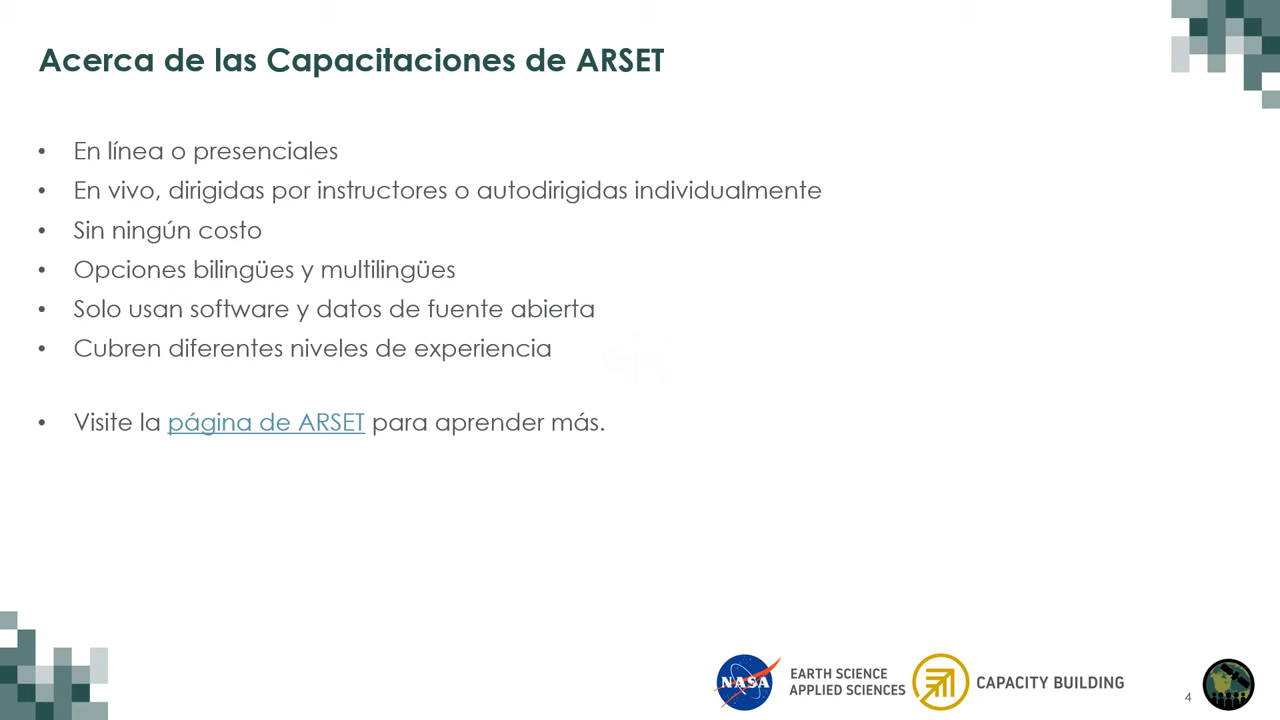 Acerca de las Capacitaciones de ARSET
• En línea o presenciales
• En vivo, dirigidas por instructores o autodirigidas individualmente
• Sin ningún costo
• Opciones bilingües y multilingües
• Solo usan software y datos de fuente abierta
• Cubren diferentes niveles de experiencia
• Visite la página de ARSET para aprender más.
NASA
EARTH SCIENCE
APPLIED SCIENCES
CAPACITY BUILDING
4